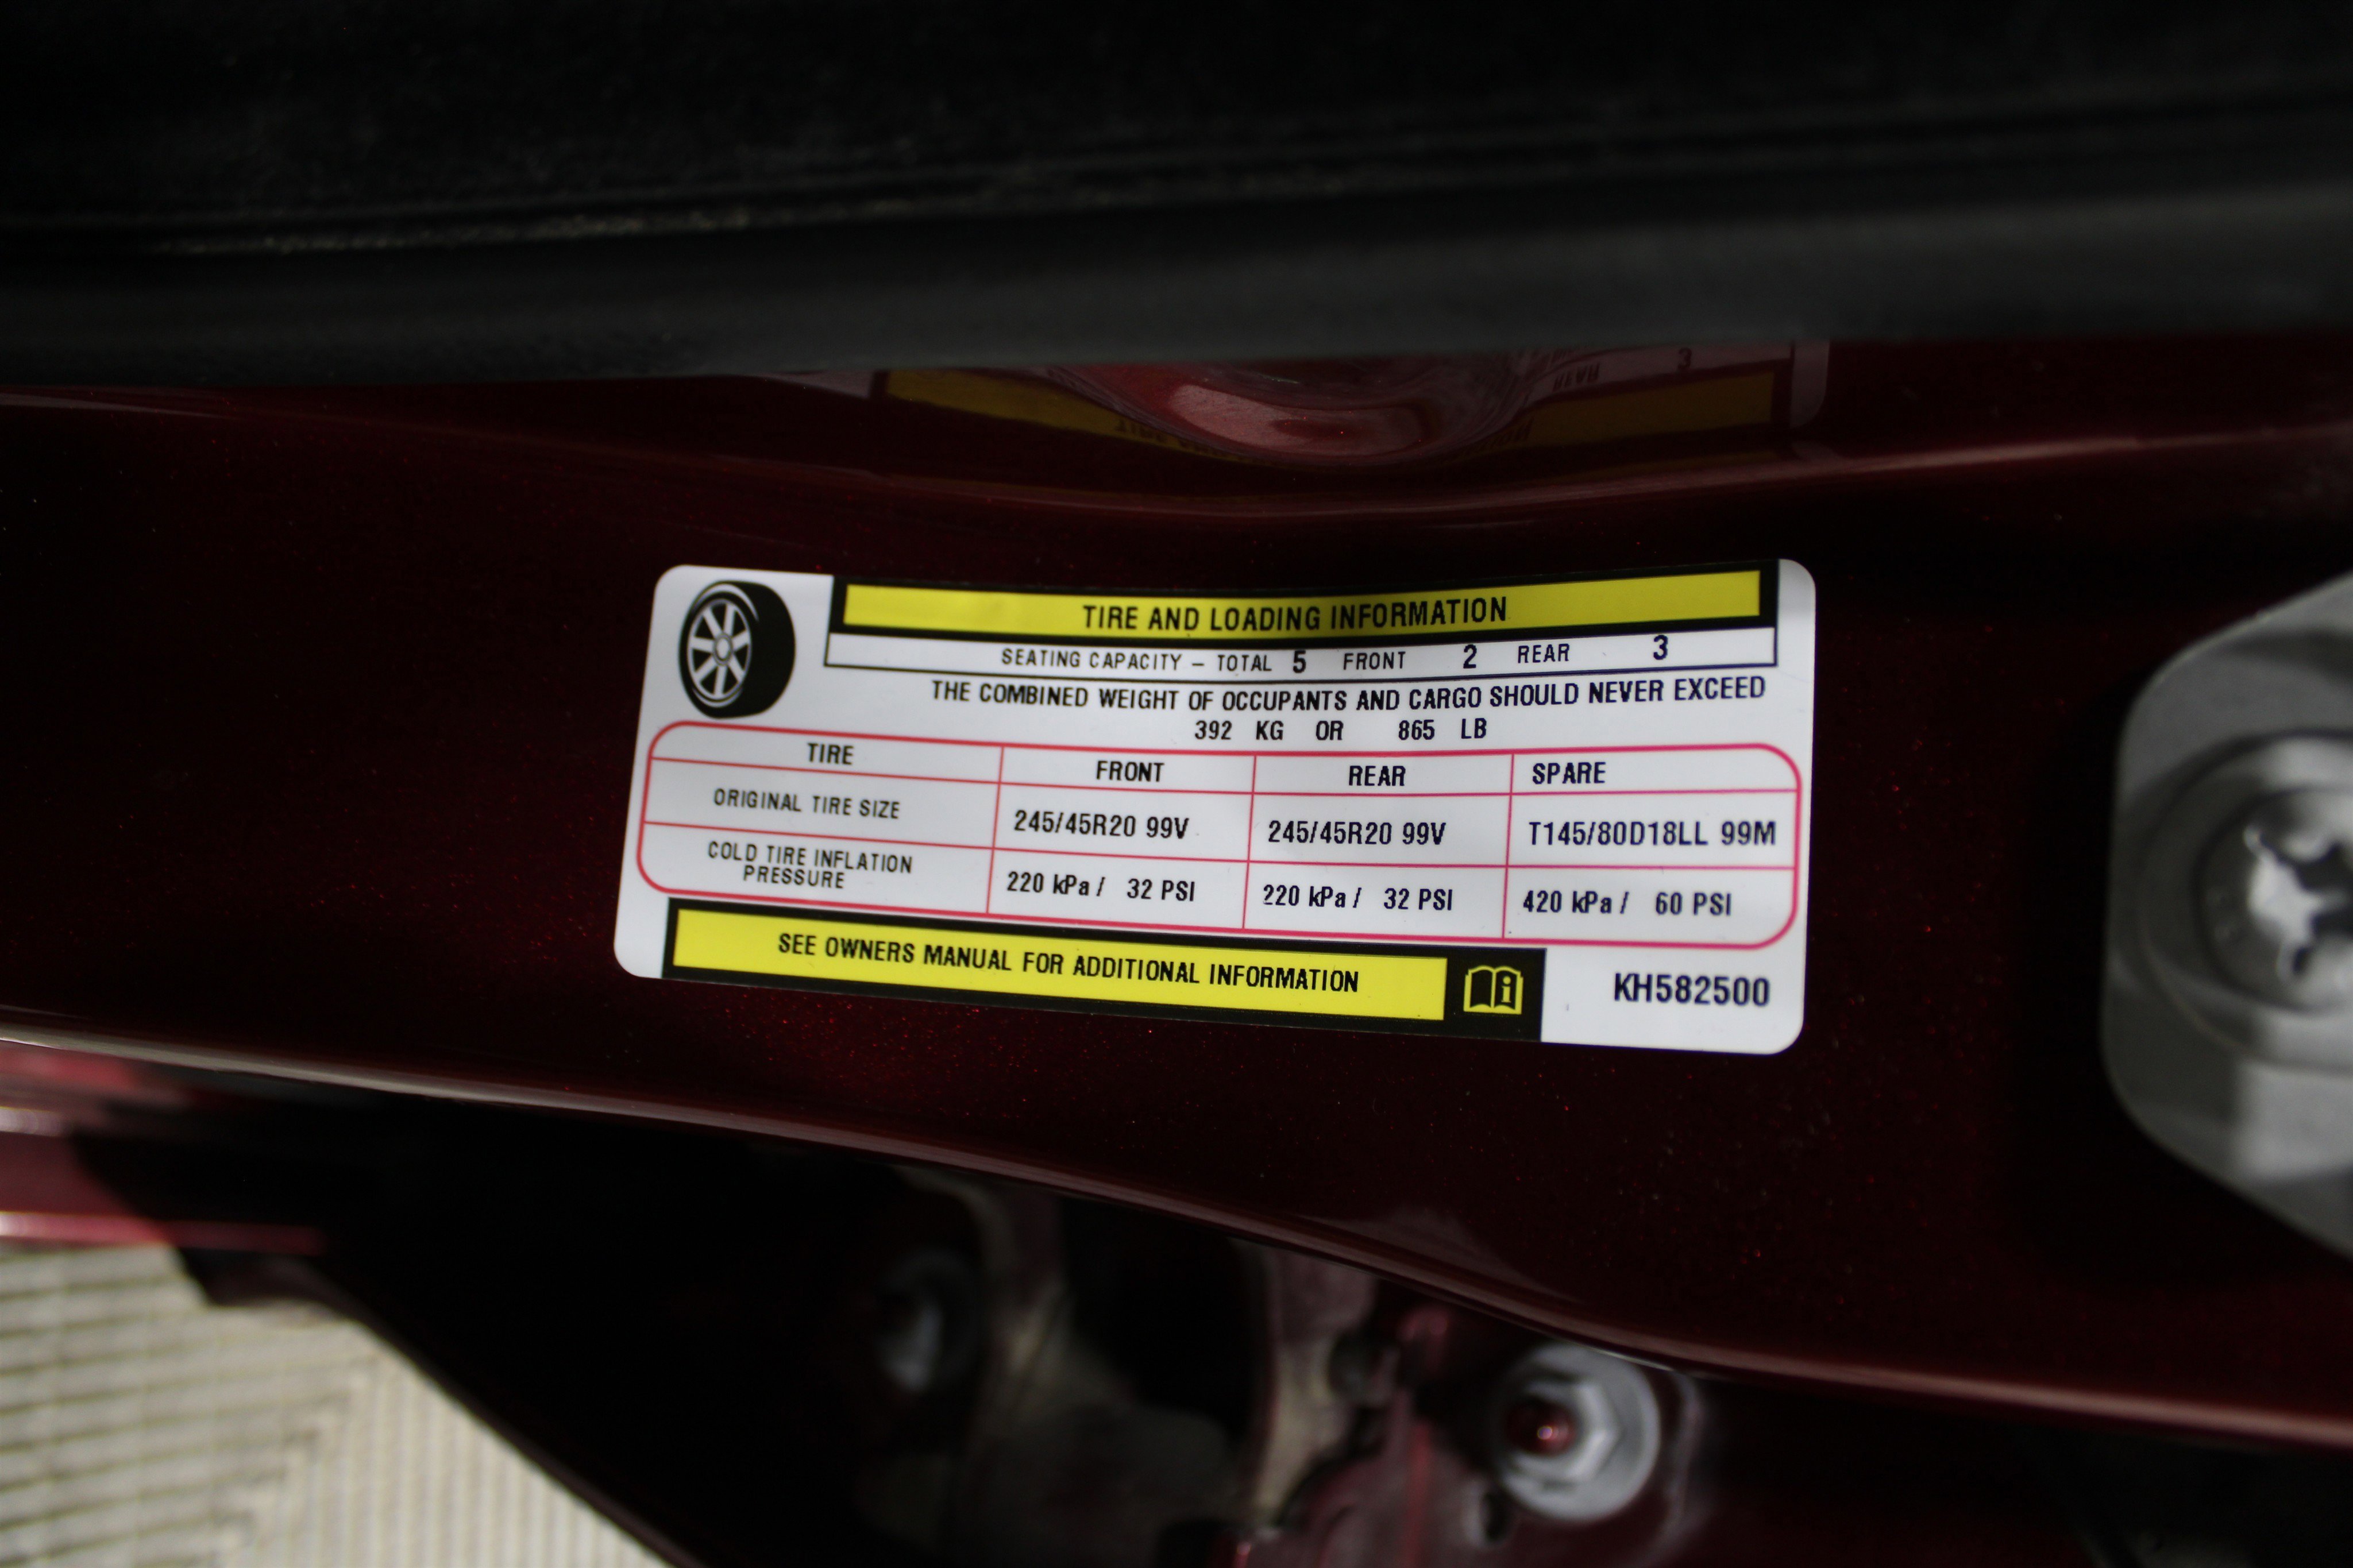 TIRE AND LOADING INFORMATION
SEATING CAPACITY – TOTAL 5 FRONT 2 REAR 3
THE COMBINED WEIGHT OF OCCUPANTS AND CARGO SHOULD NEVER EXCEED
392 KG OR 865 LB
TIRE FRONT REAR SPARE
ORIGINAL TIRE SIZE 245/45R20 99V 245/45R20 99V T145/80D18LL 99M
COLD TIRE INFLATION
PRESSURE 220 kPa / 32 PSI 220 kPa / 32 PSI 420 kPa / 60 PSI
SEE OWNERS MANUAL FOR ADDITIONAL INFORMATION
KH582500